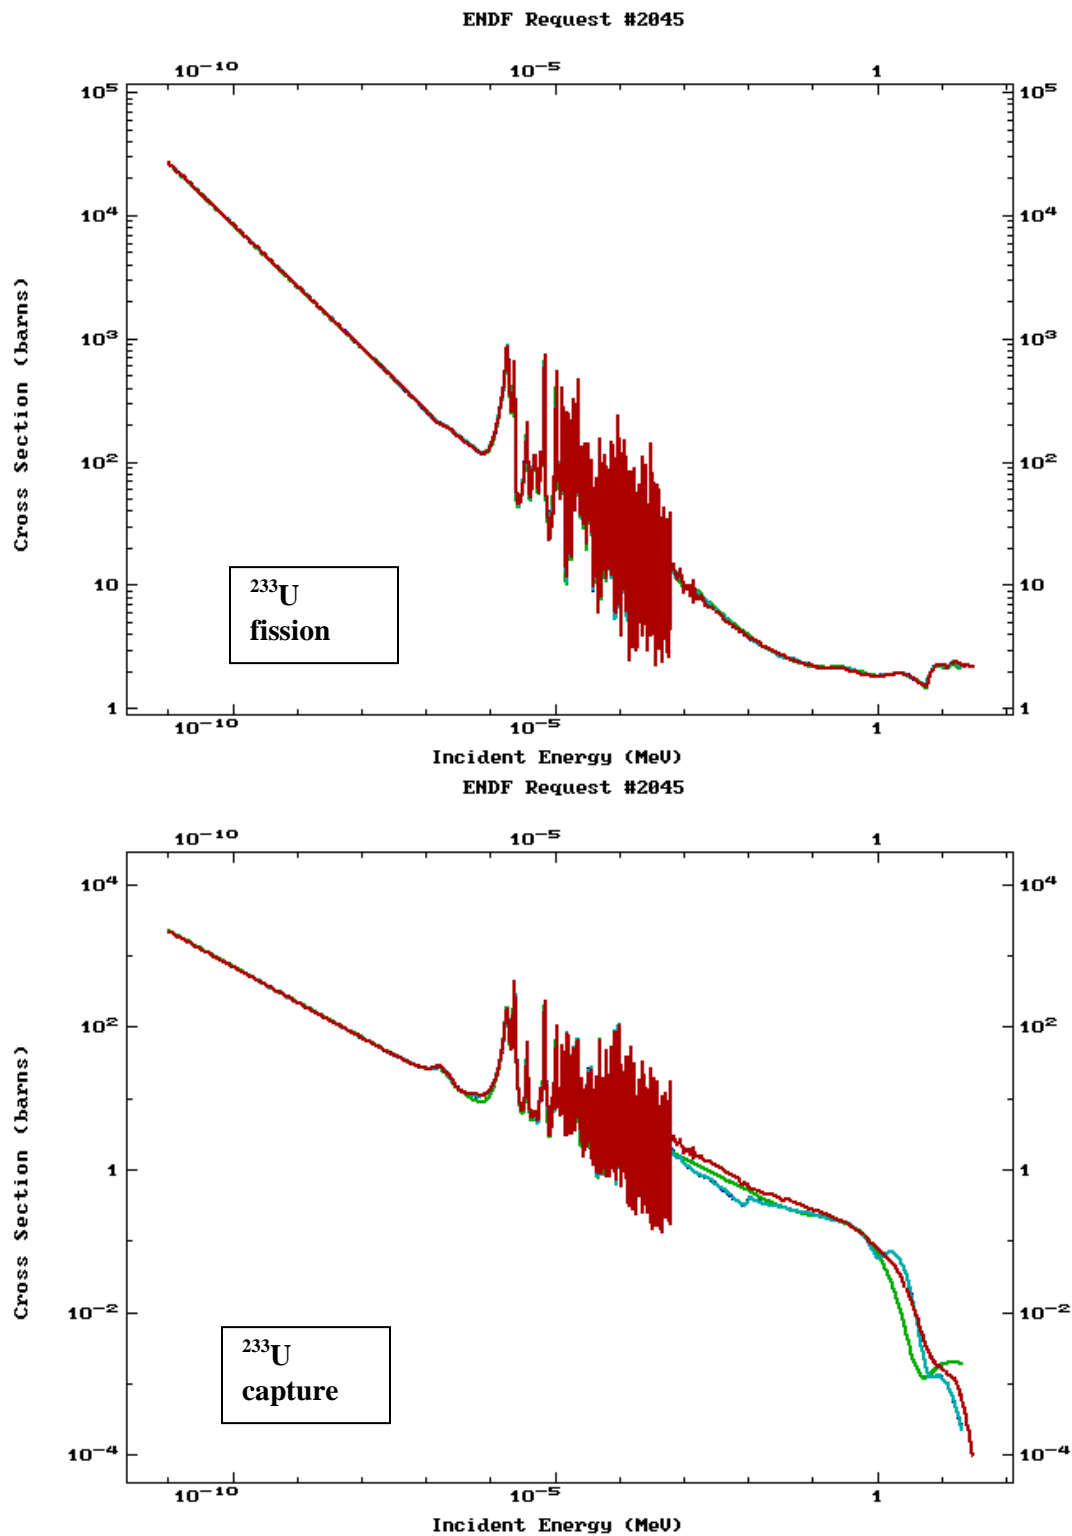 ENDF Request #2045
10⁻¹⁰ 10⁻⁵ 1
10⁵ 10⁵
10⁴ 10⁴
10³ 10³
Cross Section (barns)
10² 10²
10 10
²³³U
fission
1 1
10⁻¹⁰ 10⁻⁵ 1
Incident Energy (MeV)
ENDF Request #2045
10⁻¹⁰ 10⁻⁵ 1
10⁴ 10⁴
10² 10²
Cross Section (barns)
1 1
10⁻² 10⁻²
²³³U
capture
10⁻⁴ 10⁻⁴
10⁻¹⁰ 10⁻⁵ 1
Incident Energy (MeV)